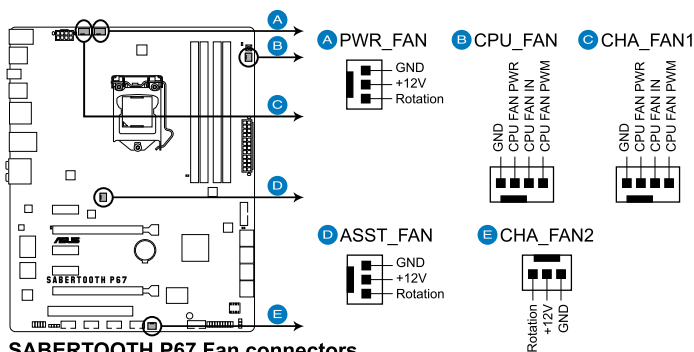 A
B
C
D
E
ASUS
SABERTOOTH P67
A PWR_FAN
GND
+12V
Rotation
B CPU_FAN
GND
CPU FAN PWR
CPU FAN IN
CPU FAN PWM
C CHA_FAN1
GND
CPU FAN PWR
CPU FAN IN
CPU FAN PWM
D ASST_FAN
GND
+12V
Rotation
E CHA_FAN2
Rotation
+12V
GND
SABERTOOTH P67 Fan connectors